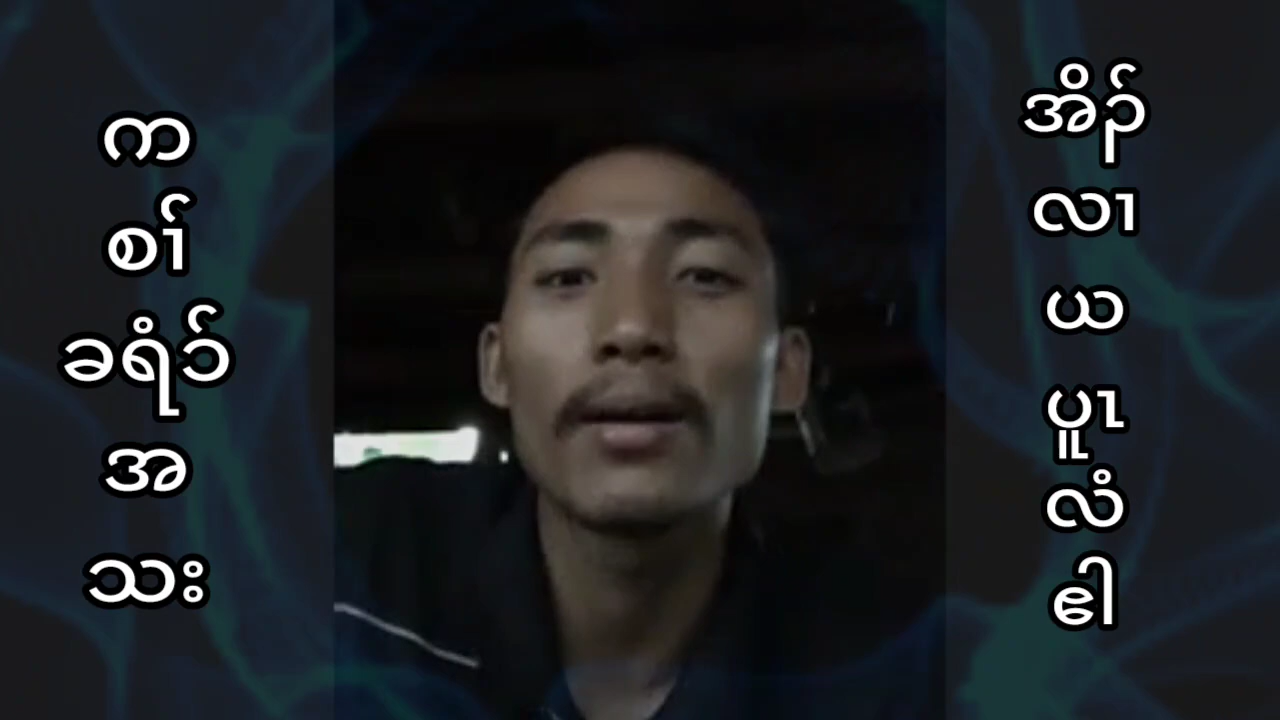 က
စၢ်
ခရံာ်
အ
သး
အိၣ်
လၢ
ယ
ပူၤ
လံ
ဧါ